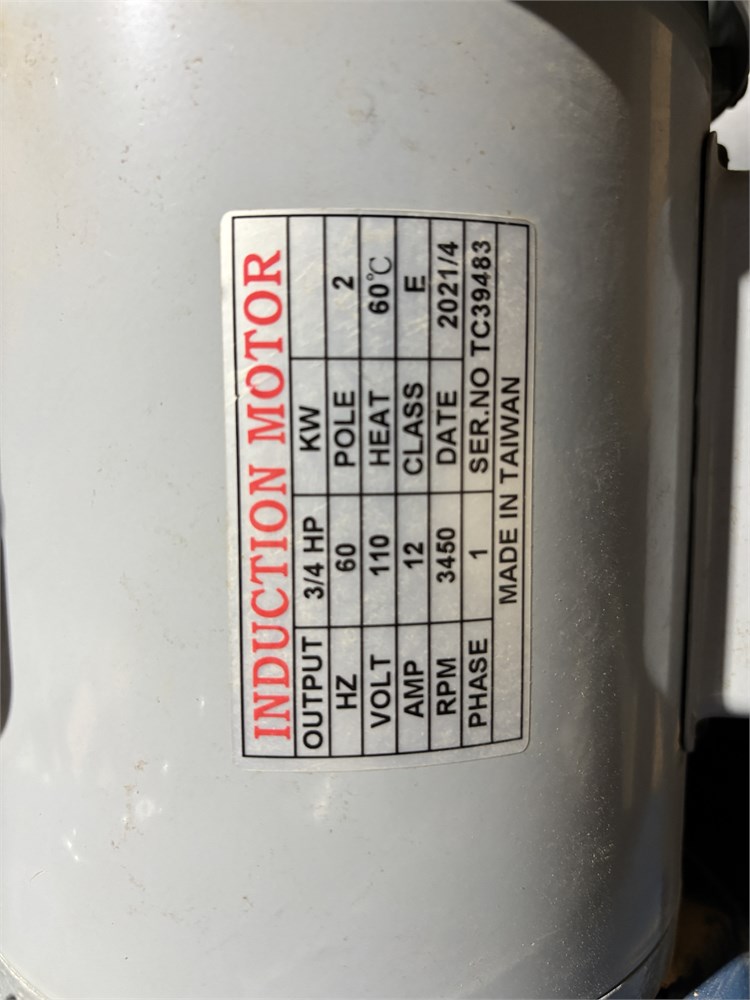 INDUCTION MOTOR
OUTPUT 3/4 HP KW
HZ 60 POLE 2
VOLT 110 HEAT 60℃
AMP 12 CLASS E
RPM 3450 DATE 2021/4
PHASE 1 SER.NO TC39483
MADE IN TAIWAN